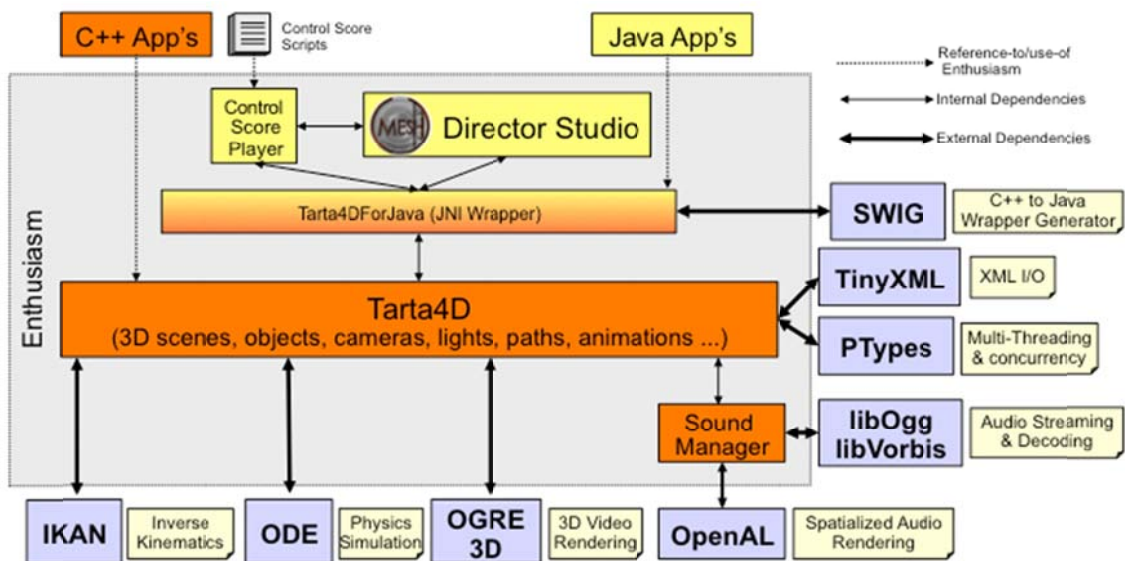 C++ App's
Control Score
Scripts
Java App's
Reference-to/use-of
Enthusiasm
Internal Dependencies
External Dependencies
Enthusiasm
Control
Score
Player
MESH
Director Studio
Tarta4DForJava (JNI Wrapper)
SWIG
C++ to Java
Wrapper Generator
Tarta4D
(3D scenes, objects, cameras, lights, paths, animations ...)
TinyXML
XML I/O
PTypes
Multi-Threading
& concurrency
Sound
Manager
libOgg
libVorbis
Audio Streaming
& Decoding
IKAN
Inverse
Kinematics
ODE
Physics
Simulation
OGRE
3D
3D Video
Rendering
OpenAL
Spatialized Audio
Rendering